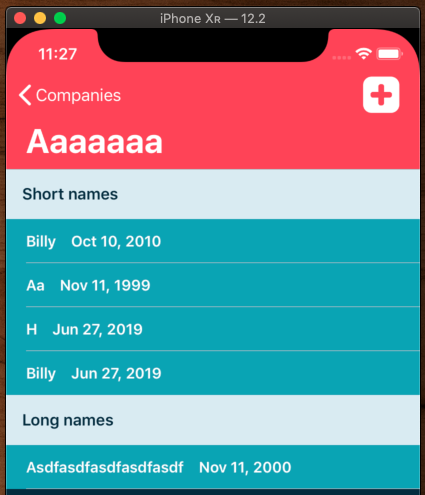 iPhone Xʀ — 12.2
11:27
Companies
Aaaaaaa
Short names
Billy Oct 10, 2010
Aa Nov 11, 1999
H Jun 27, 2019
Billy Jun 27, 2019
Long names
Asdfasdfasdfasdfasdf Nov 11, 2000